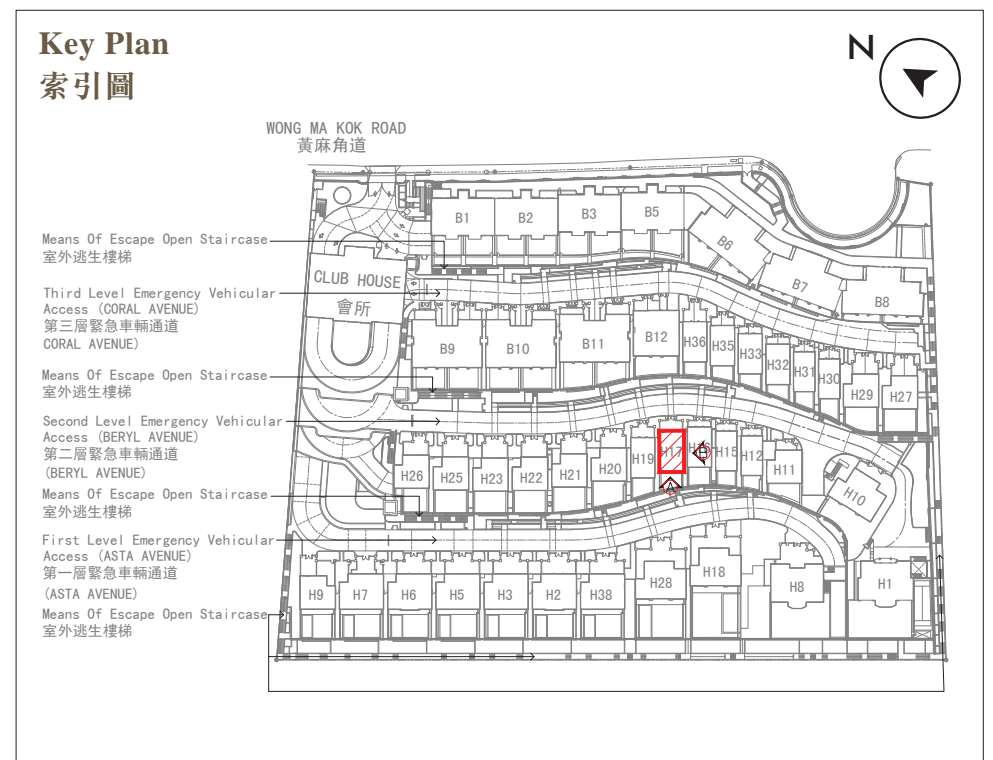 Key Plan
索引圖
N
WONG MA KOK ROAD
黃麻角道
B1
B2
B3
B5
B6
B7
B8
Means Of Escape Open Staircase
室外逃生樓梯
CLUB HOUSE
會所
Third Level Emergency Vehicular
Access (CORAL AVENUE)
第三層緊急車輛通道
CORAL AVENUE)
B9
B10
B11
B12
H36
H35
H33
H32
H31
H30
H29
H27
Means Of Escape Open Staircase
室外逃生樓梯
Second Level Emergency Vehicular
Access (BERYL AVENUE)
第二層緊急車輛通道
(BERYL AVENUE)
H26
H25
H23
H22
H21
H20
H19
H17
B
H15
H12
H11
H10
A
Means Of Escape Open Staircase
室外逃生樓梯
First Level Emergency Vehicular
Access (ASTA AVENUE)
第一層緊急車輛通道
(ASTA AVENUE)
H9
H7
H6
H5
H3
H2
H38
H28
H18
H8
H1
Means Of Escape Open Staircase
室外逃生樓梯